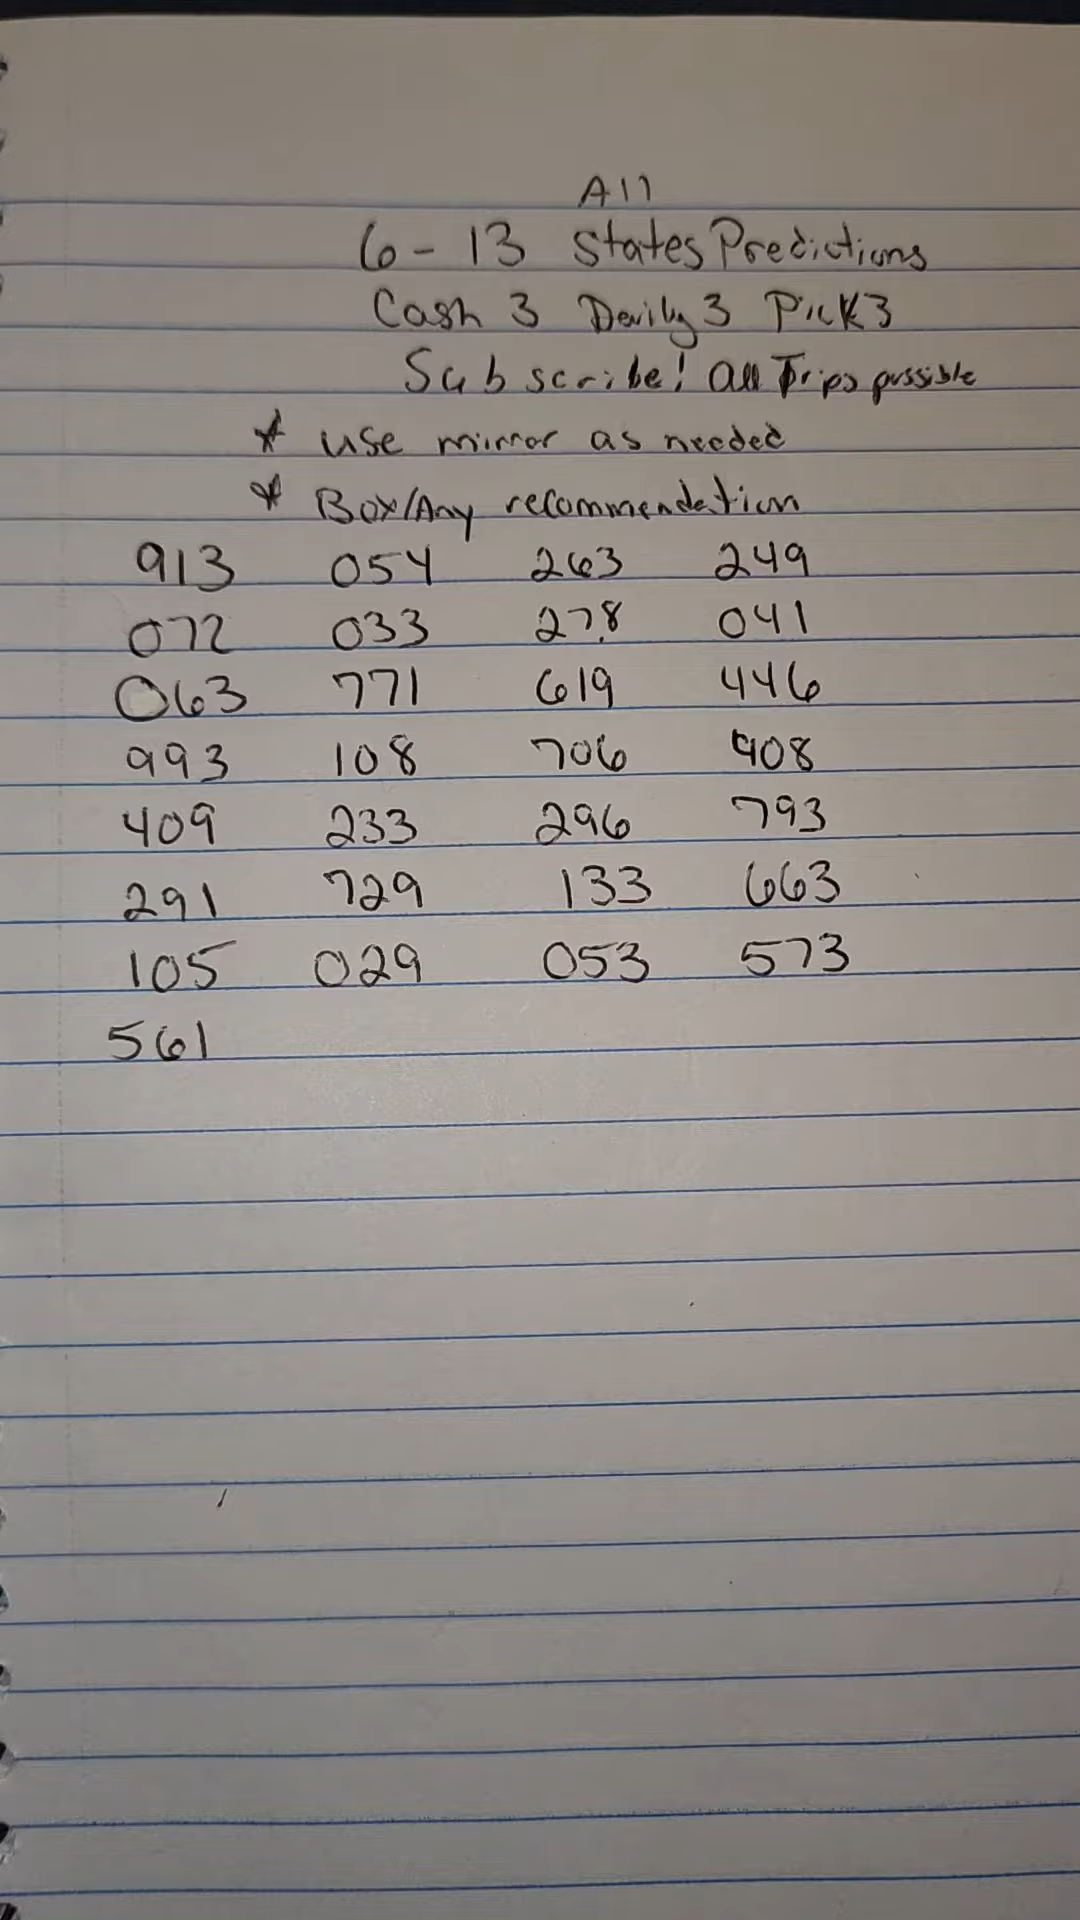 All
6-13 States Predictions
Cash 3 Daily 3 Pick3
Subscribe! All Trips possible
* use mirror as needed
* Box/Any recommendation
913 054 263 249
072 033 278 041
063 771 619 446
993 108 706 908
409 233 296 793
291 729 133 663
105 029 053 573
561